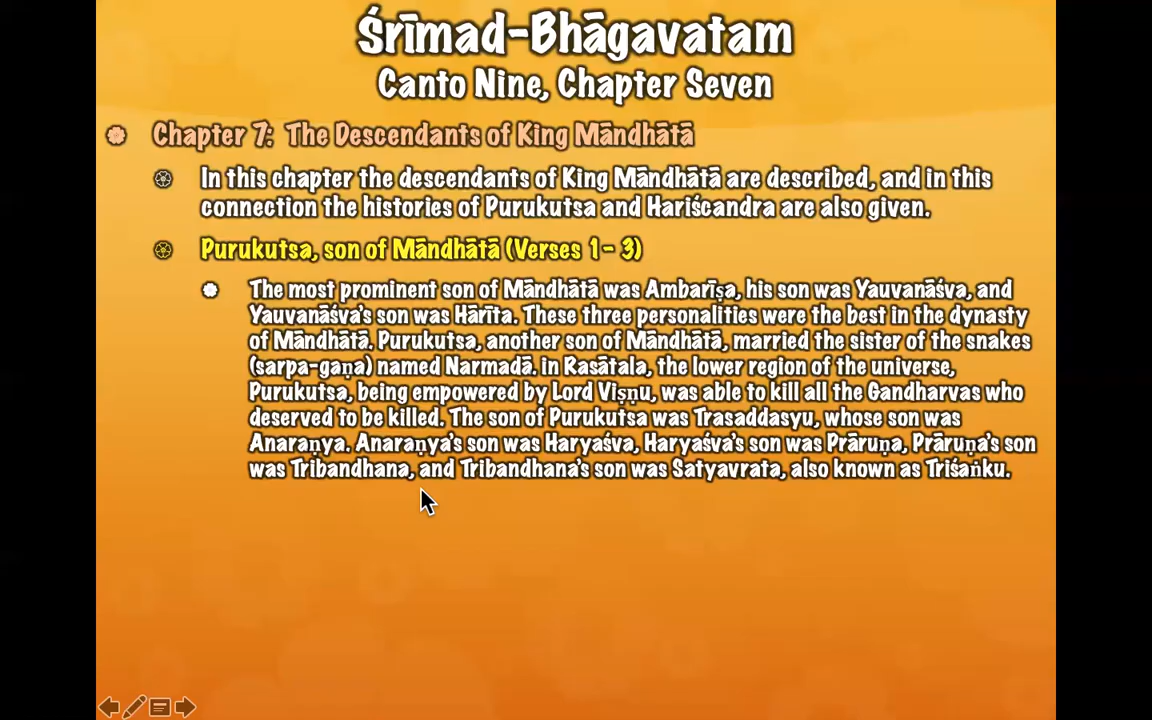 Śrīmad-Bhāgavatam
Canto Nine, Chapter Seven
Chapter 7: The Descendants of King Māndhātā
In this chapter the descendants of King Māndhātā are described, and in this
connection the histories of Purukutsa and Hariścandra are also given.
Purukutsa, son of Māndhātā (Verses 1 – 3)
The most prominent son of Māndhātā was Ambarīṣa, his son was Yauvanāśva, and
Yauvanāśva's son was Hārīta. These three personalities were the best in the dynasty
of Māndhātā. Purukutsa, another son of Māndhātā, married the sister of the snakes
(sarpa-gaṇa) named Narmadā. in Rasātala, the lower region of the universe,
Purukutsa, being empowered by Lord Viṣṇu, was able to kill all the Gandharvas who
deserved to be killed. The son of Purukutsa was Trasaddasyu, whose son was
Anaraṇya. Anaraṇya's son was Haryaśva, Haryaśva's son was Prāruṇa, Prāruṇa's son
was Tribandhana, and Tribandhana's son was Satyavrata, also known as Triśaṅku.